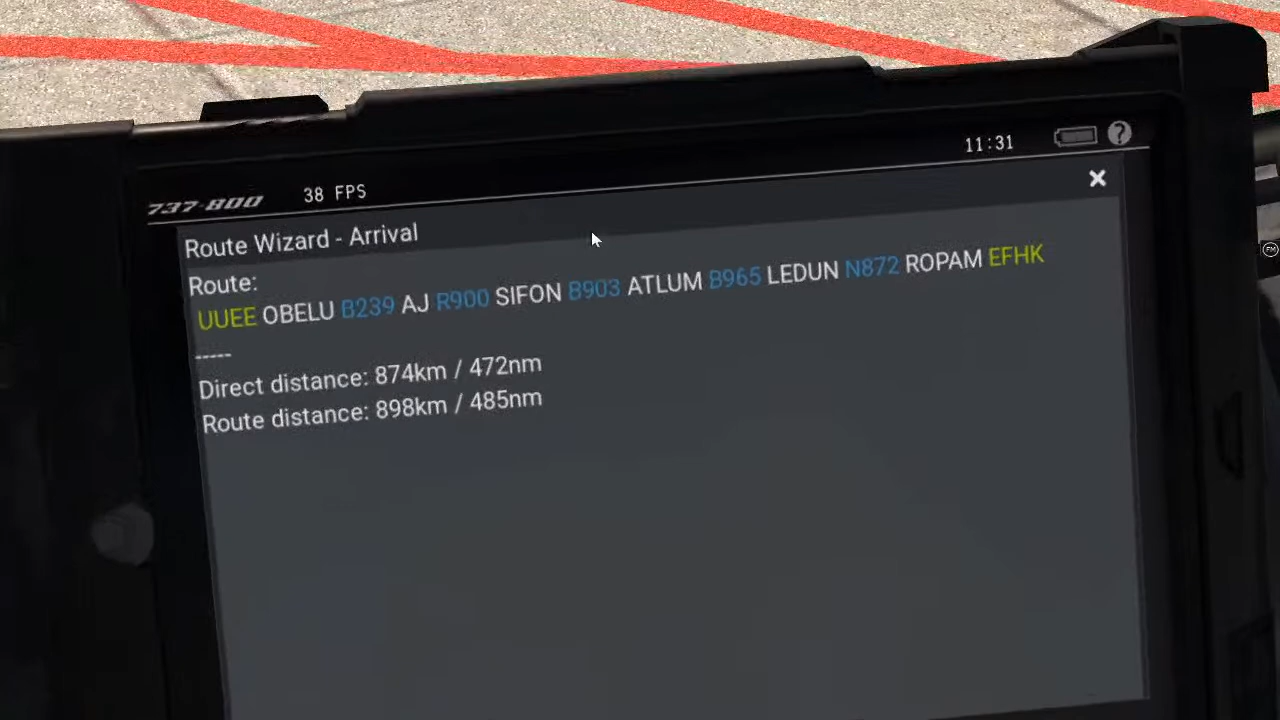 737-800 38 FPS 11:31
Route Wizard - Arrival
Route:
UUEE OBELU B239 AJ R900 SIFON B903 ATLUM B965 LEDUN N872 ROPAM EFHK
-----
Direct distance: 874km / 472nm
Route distance: 898km / 485nm